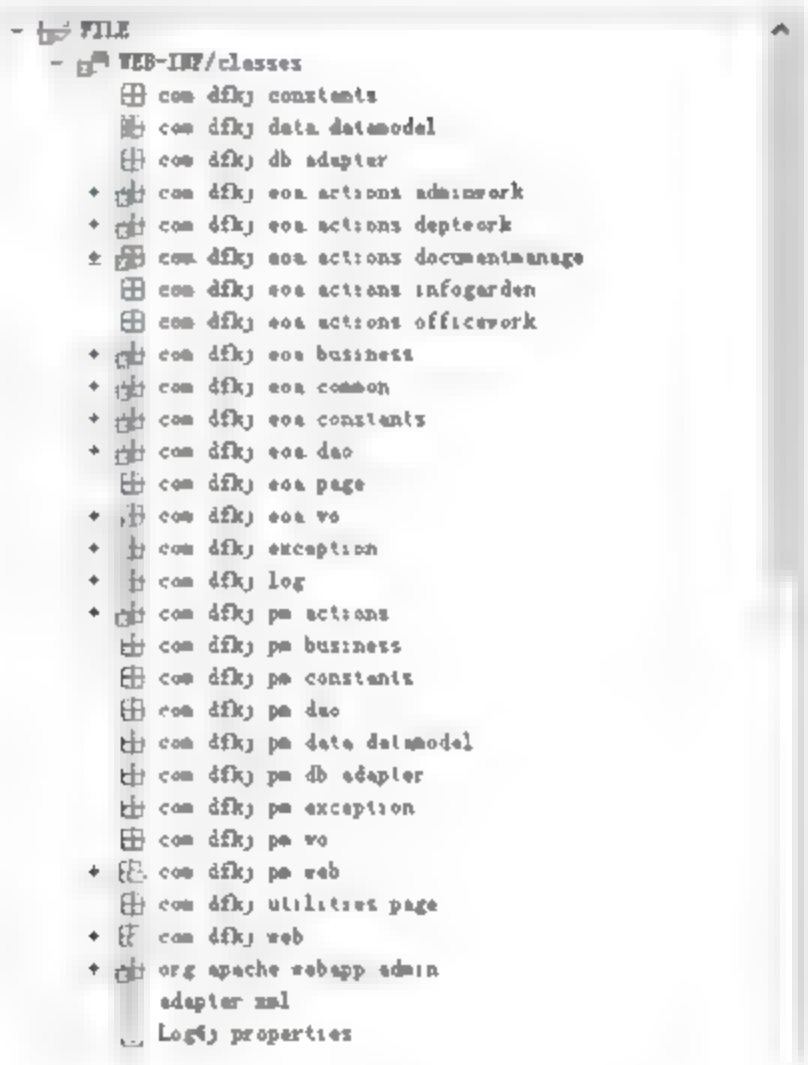 FILE
WEB-INF/classes
com dfkj constants
com dfkj data datamodel
com dfkj db adapter
com dfkj eoa actions adminwork
com dfkj eoa actions deptwork
com dfkj eoa actions documentmanage
com dfkj eoa actions infogarden
com dfkj eoa actions officework
com dfkj eoa business
com dfkj eoa common
com dfkj eoa constants
com dfkj eoa dao
com dfkj eoa page
com dfkj eoa vo
com dfkj exception
com dfkj log
com dfkj pm actions
com dfkj pm business
com dfkj pm constants
com dfkj pm dao
com dfkj pm data datamodel
com dfkj pm db adapter
com dfkj pm exception
com dfkj pm vo
com dfkj pm web
com dfkj utilities page
com dfkj web
org apache webapp admin
adapter xml
properties